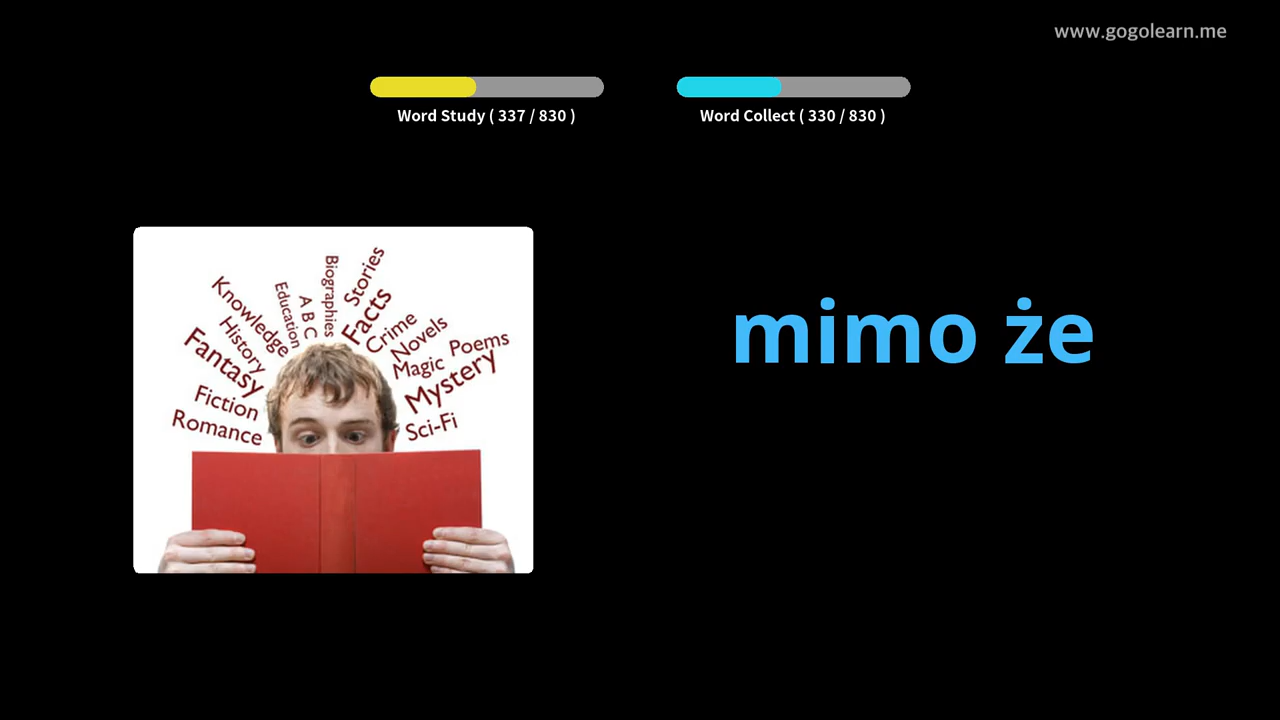 www.gogolearn.me
Word Study ( 337 / 830 )
Word Collect ( 330 / 830 )
mimo że
Biographies
Stories
Knowledge
Education
A B C
Facts
Crime
Novels
History
Poems
Fantasy
Magic
Mystery
Fiction
Romance
Sci-Fi